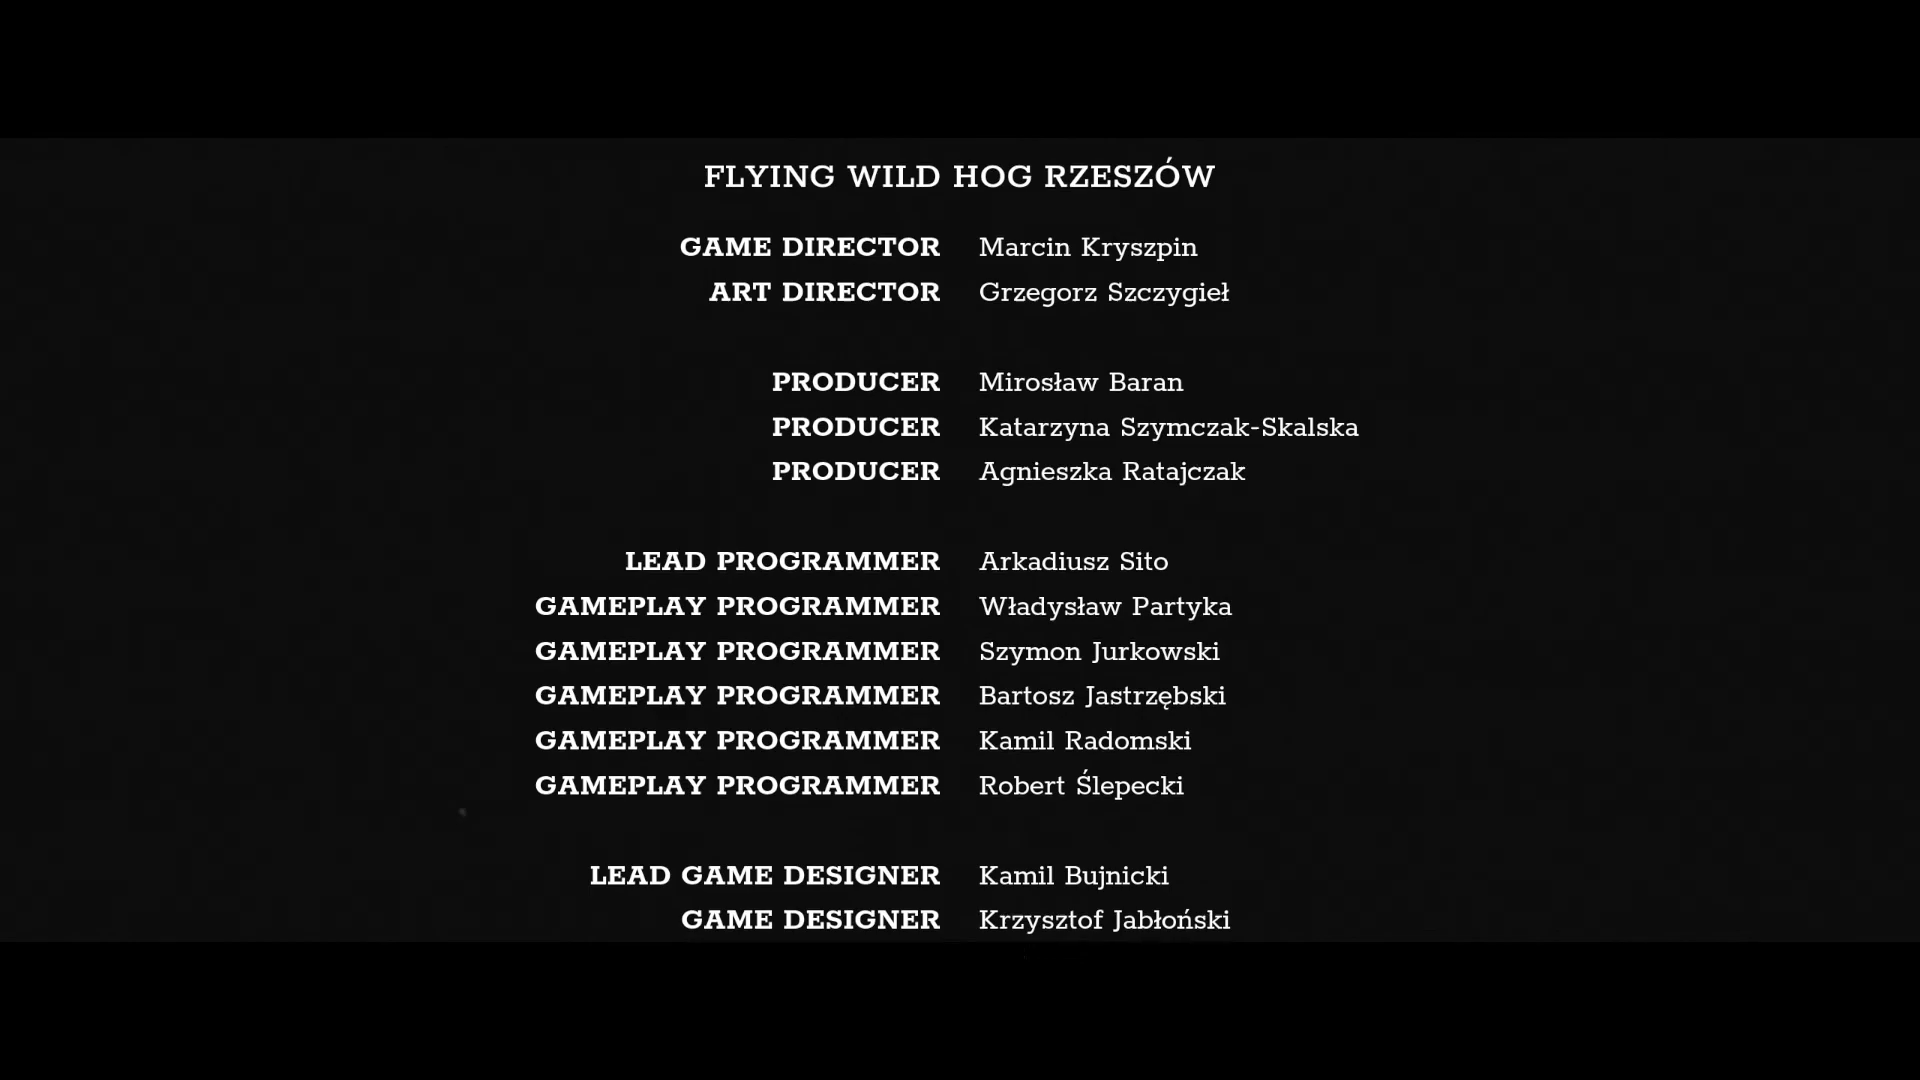 FLYING WILD HOG RZESZÓW
GAME DIRECTOR Marcin Kryszpin
ART DIRECTOR Grzegorz Szczygieł
PRODUCER Mirosław Baran
PRODUCER Katarzyna Szymczak-Skalska
PRODUCER Agnieszka Ratajczak
LEAD PROGRAMMER Arkadiusz Sito
GAMEPLAY PROGRAMMER Władysław Partyka
GAMEPLAY PROGRAMMER Szymon Jurkowski
GAMEPLAY PROGRAMMER Bartosz Jastrzębski
GAMEPLAY PROGRAMMER Kamil Radomski
GAMEPLAY PROGRAMMER Robert Ślepecki
LEAD GAME DESIGNER Kamil Bujnicki
GAME DESIGNER Krzysztof Jabłoński